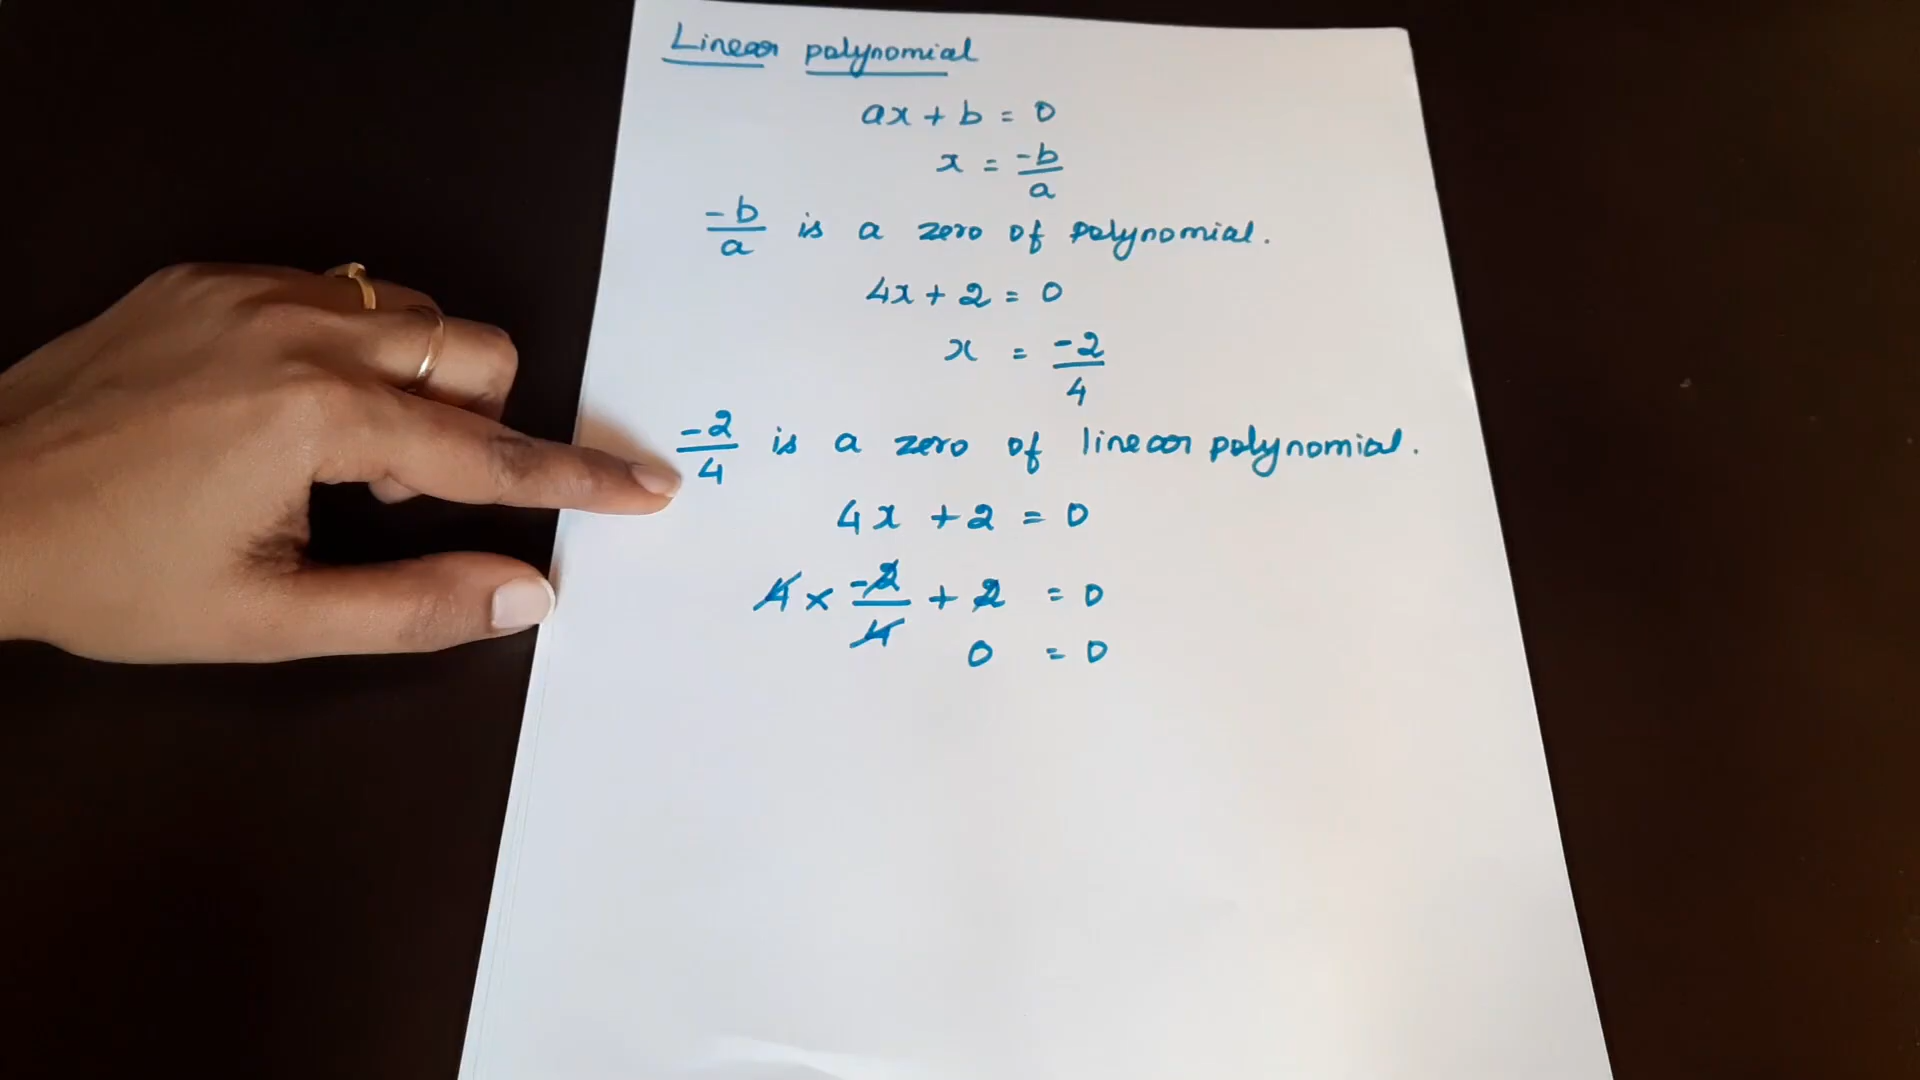 Linear polynomial
ax + b = 0
x = -b/a
-b/a is a zero of polynomial.
4x + 2 = 0
x = -2/4
-2/4 is a zero of linear polynomial.
4x + 2 = 0
4 × -2/4 + 2 = 0
0 = 0